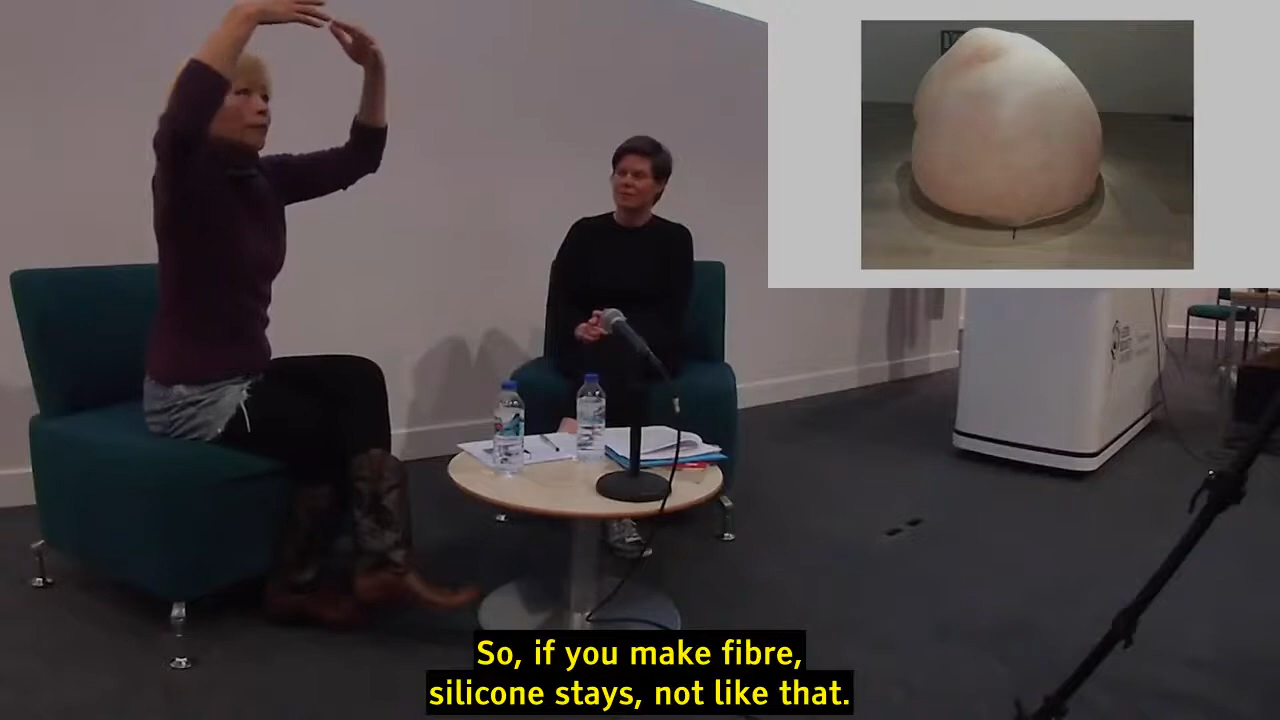 So, if you make fibre,
silicone stays, not like that.